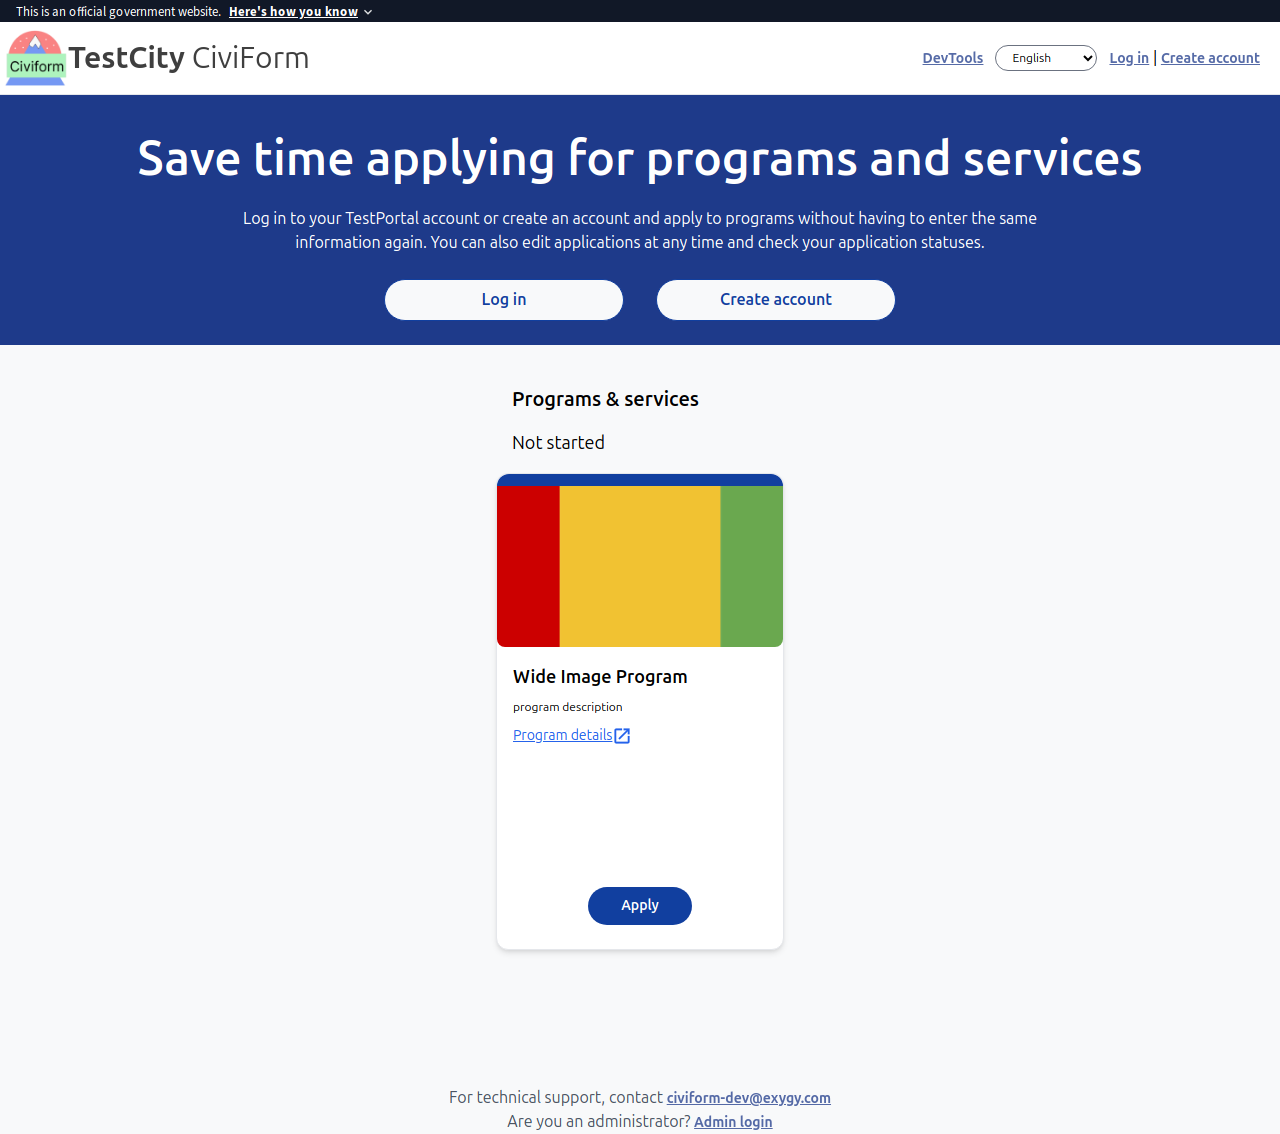 This is an official government website. Here's how you know
Civiform
TestCity CiviForm
DevTools
English
Log in | Create account
Save time applying for programs and services
Log in to your TestPortal account or create an account and apply to programs without having to enter the same
information again. You can also edit applications at any time and check your application statuses.
Log in
Create account
Programs & services
Not started
Wide Image Program
program description
Program details
Apply
For technical support, contact civiform-dev@exygy.com
Are you an administrator? Admin login